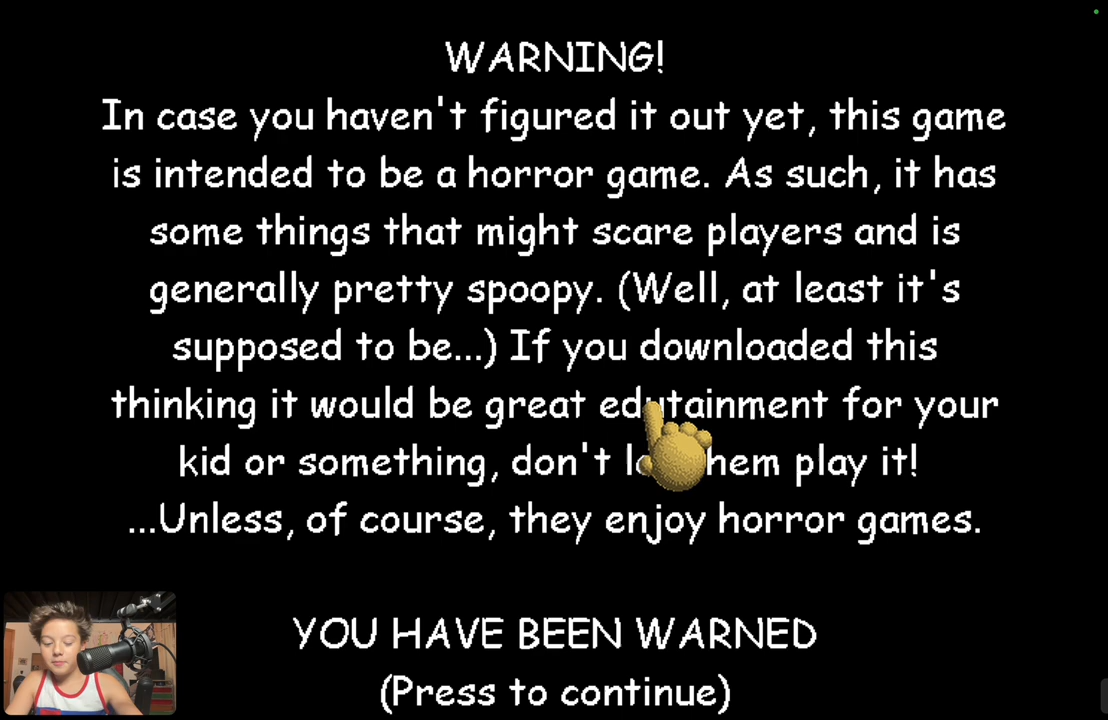 WARNING!
In case you haven't figured it out yet, this game
is intended to be a horror game. As such, it has
some things that might scare players and is
generally pretty spoopy. (Well, at least it's
supposed to be...) If you downloaded this
thinking it would be great edutainment for your
kid or something, don't let them play it!
...Unless, of course, they enjoy horror games.
YOU HAVE BEEN WARNED
(Press to continue)